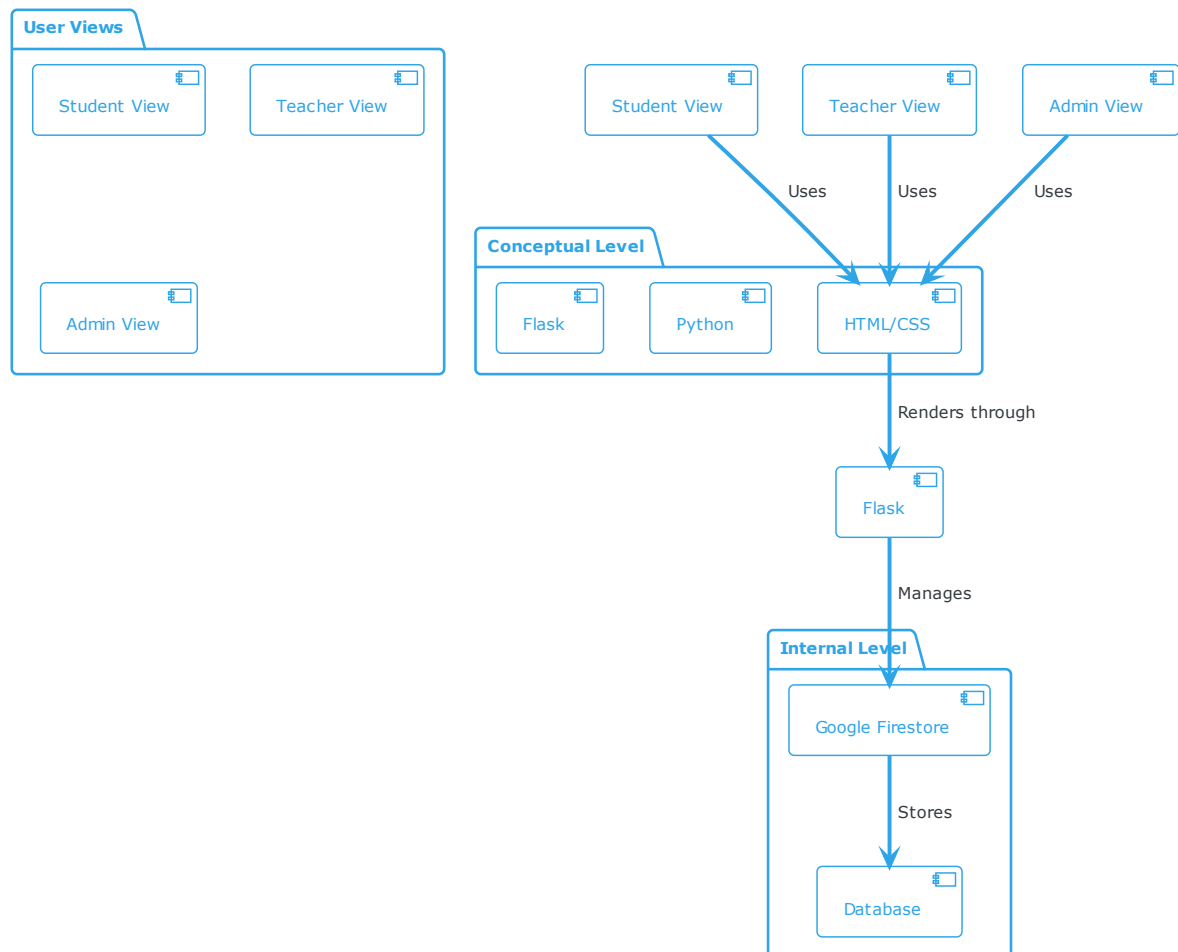 User Views
Student View
Teacher View
Student View
Teacher View
Admin View
Uses
Uses
Uses
Conceptual Level
Admin View
Flask
Python
HTML/CSS
Renders through
Flask
Manages
Internal Level
Google Firestore
Stores
Database